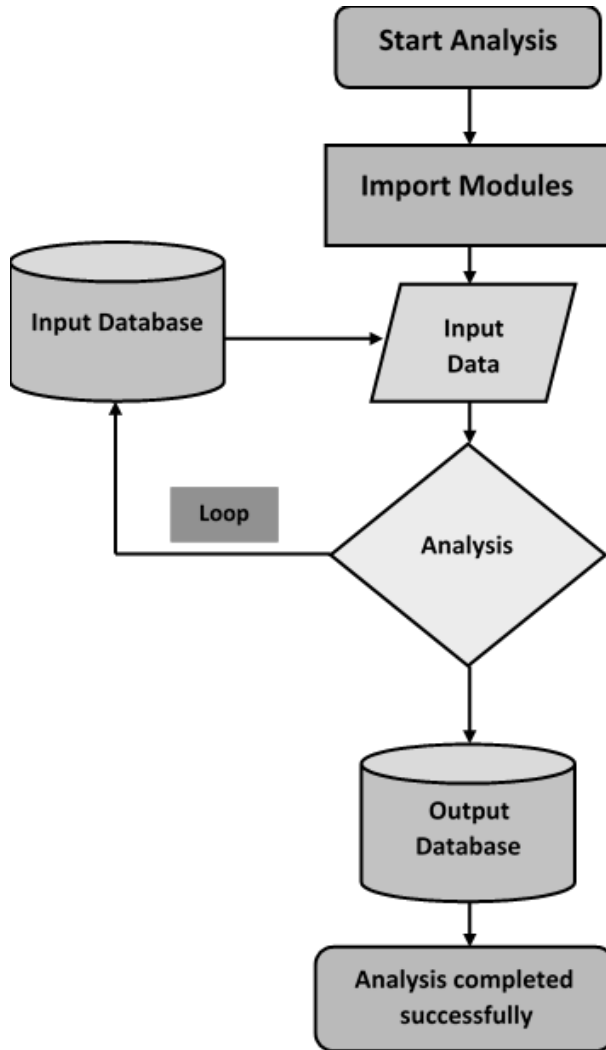 Start Analysis
Import Modules
Input Database
Input
Data
Loop
Analysis
Output
Database
Analysis completed
successfully